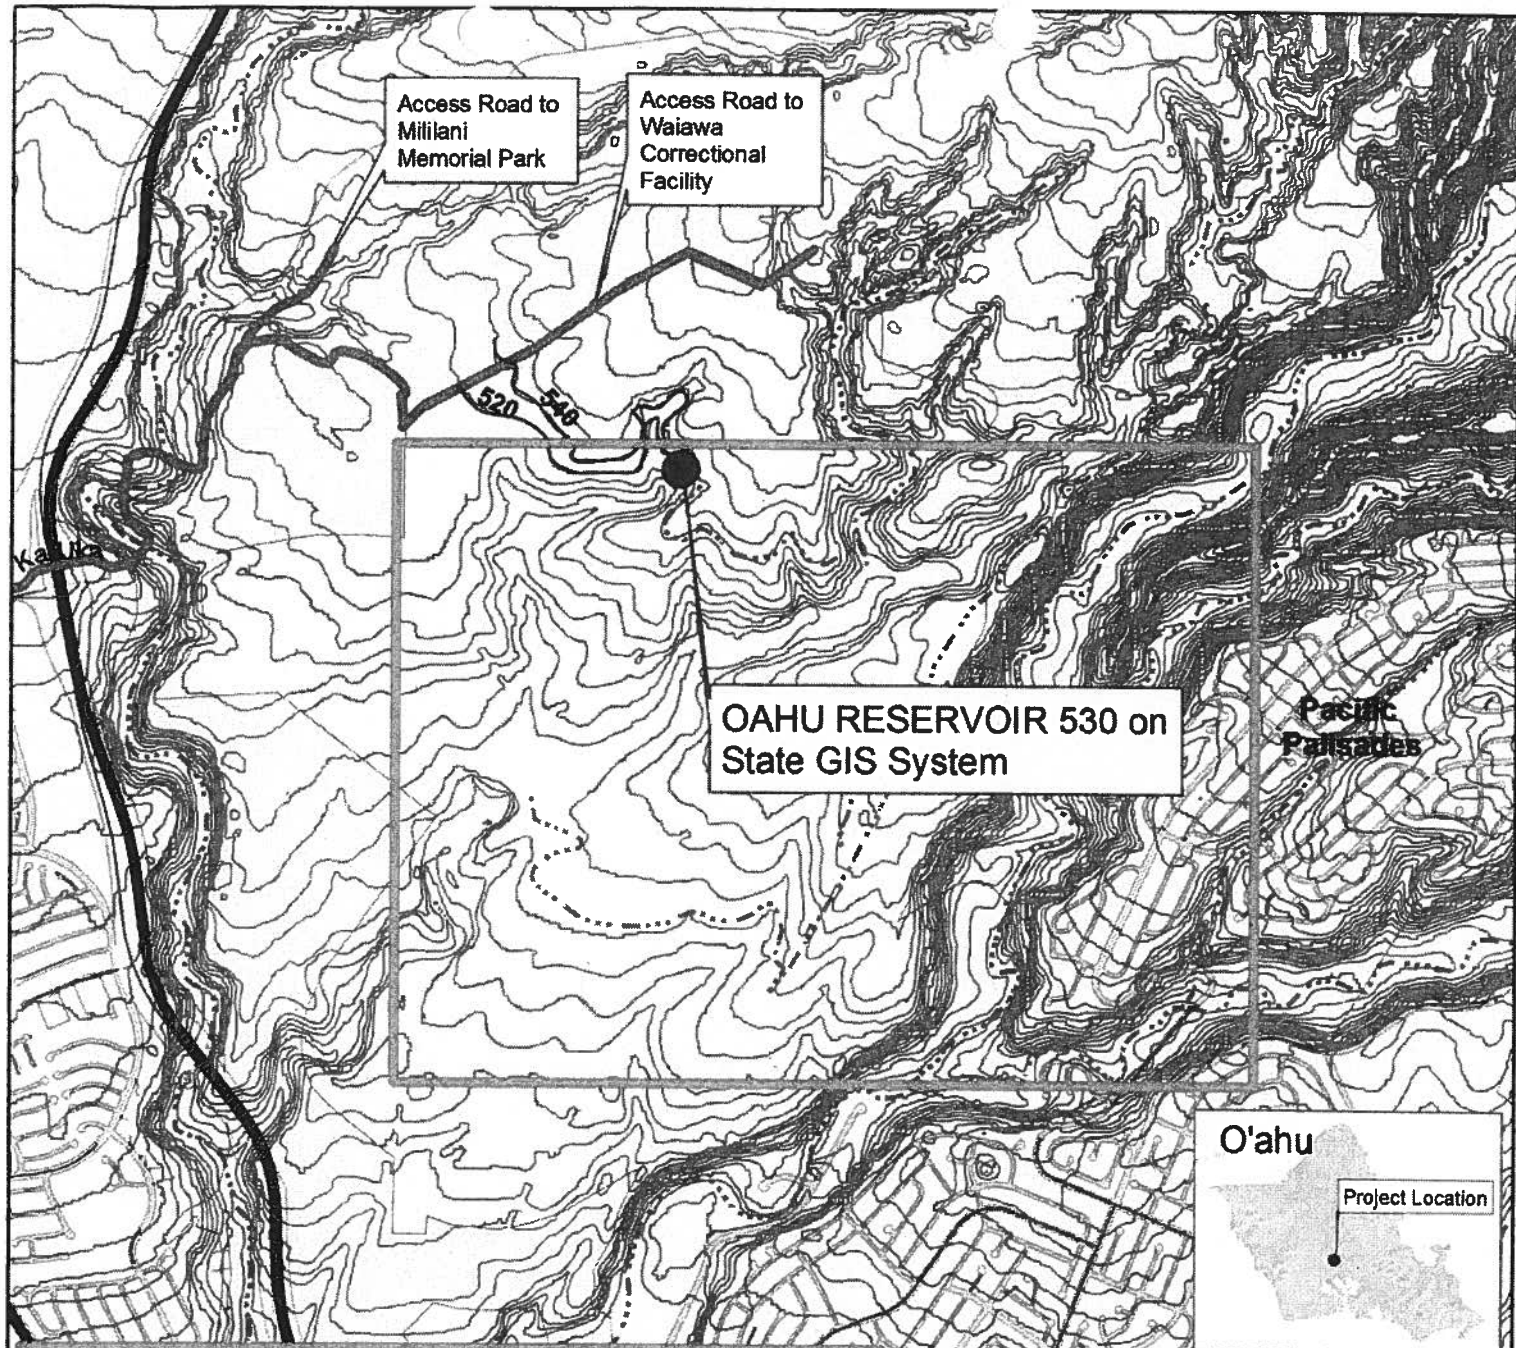 Access Road to
Mililani
Memorial Park
Access Road to
Waiawa
Correctional
Facility
520
540
Ka Uka
OAHU RESERVOIR 530 on
State GIS System
Pacific
Palisades
O'ahu
Project Location